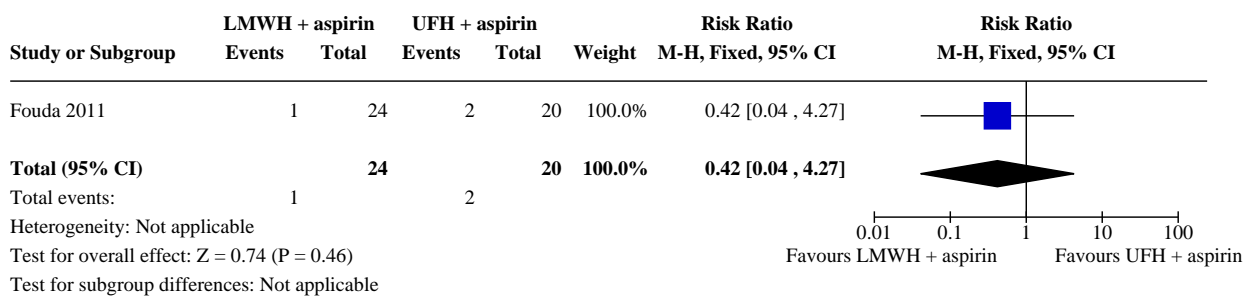 LMWH + aspirin UFH + aspirin Risk Ratio Risk Ratio
Study or Subgroup Events Total Events Total Weight M-H, Fixed, 95% CI M-H, Fixed, 95% CI
Fouda 2011 1 24 2 20 100.0% 0.42 [0.04 , 4.27]
Total (95% CI) 24 20 100.0% 0.42 [0.04 , 4.27]
Total events: 1 2
Heterogeneity: Not applicable
0.01 0.1 1 10 100
Test for overall effect: Z = 0.74 (P = 0.46) Favours LMWH + aspirin Favours UFH + aspirin
Test for subgroup differences: Not applicable